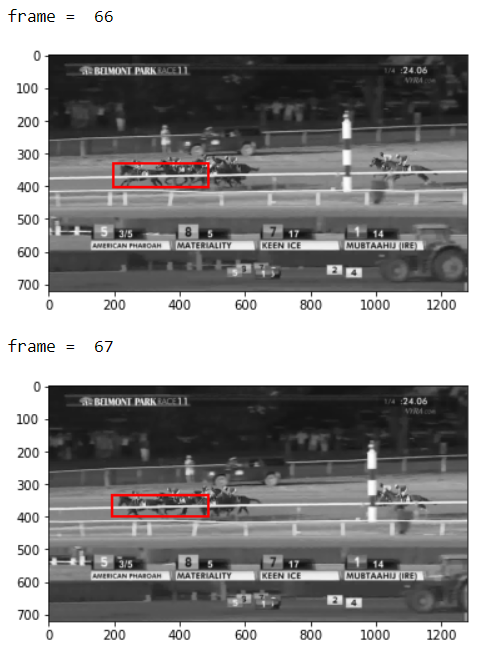 frame = 66
0
100
BELMONT PARK RACE 11
1/4 :24.06
200
300
400
500
5 3/5 8 5 7 17 1 14
600
AMERICAN PHAROAH MATERIALITY KEEN ICE MUBTAAHIJ (IRE)
2 4
700
0 200 400 600 800 1000 1200
frame = 67
0
BELMONT PARK RACE 11
1/4 :24.06
100
200
300
400
500
5 3/5 8 5 7 17 1 14
600
AMERICAN PHAROAH MATERIALITY KEEN ICE MUBTAAHIJ (IRE)
2 4
700
0 200 400 600 800 1000 1200